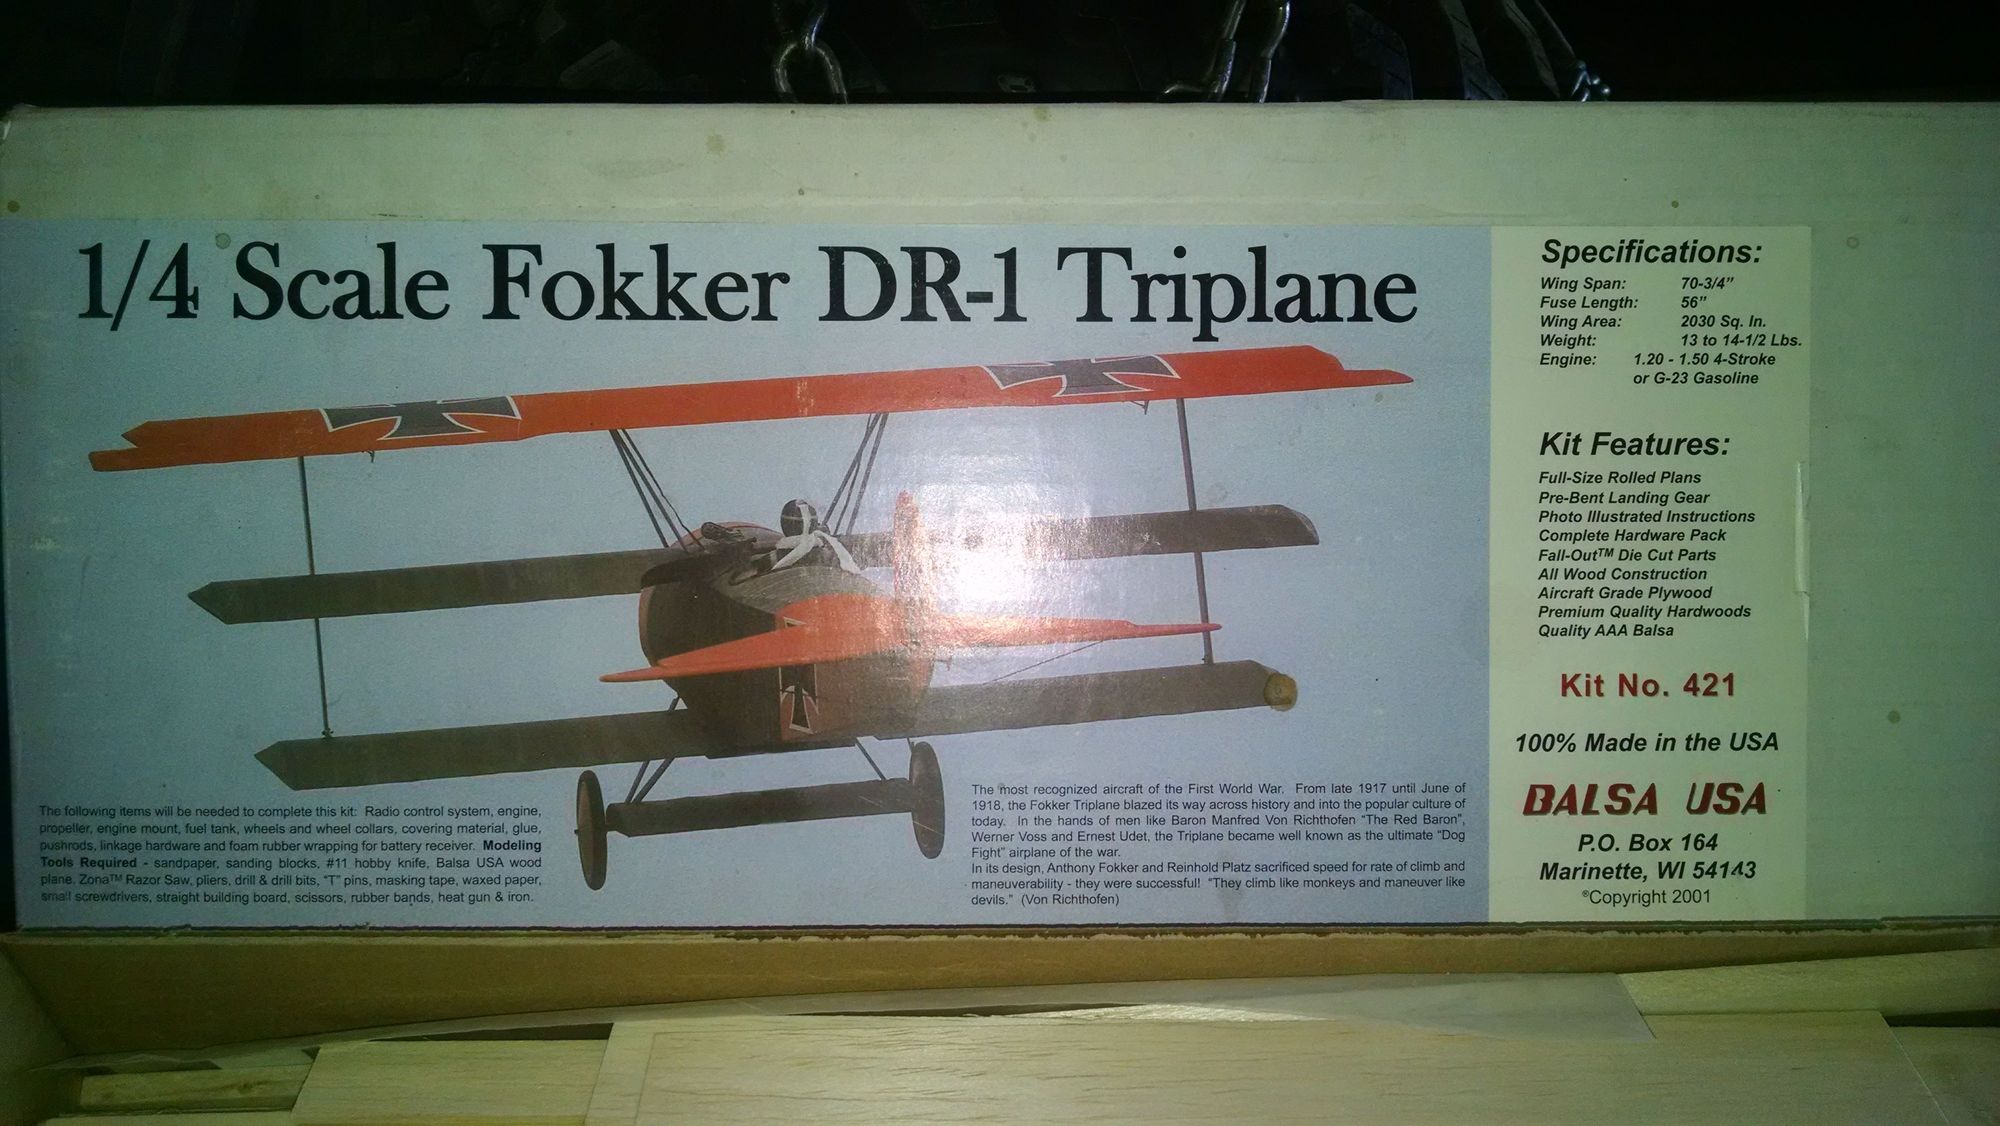 1/4 Scale Fokker DR-1 Triplane
The following items will be needed to complete this kit: Radio control system, engine,
propeller, engine mount, fuel tank, wheels and wheel collars, covering material, glue,
pushrods, linkage hardware and foam rubber wrapping for battery receiver. Modeling
Tools Required - sandpaper, sanding blocks, #11 hobby knife, Balsa USA wood
plane. Zona™ Razor Saw, pliers, drill & drill bits, "T" pins, masking tape, waxed paper,
small screwdrivers, straight building board, scissors, rubber bands, heat gun & iron.
The most recognized aircraft of the First World War. From late 1917 until June of
1918, the Fokker Triplane blazed its way across history and into the popular culture of
today. In the hands of men like Baron Manfred Von Richthofen "The Red Baron",
Werner Voss and Ernest Udet, the Triplane became well known as the ultimate "Dog
Fight" airplane of the war.
In its design, Anthony Fokker and Reinhold Platz sacrificed speed for rate of climb and
maneuverability - they were successful! "They climb like monkeys and maneuver like
devils." (Von Richthofen)
Specifications:
Wing Span: 70-3/4"
Fuse Length: 56"
Wing Area: 2030 Sq. In.
Weight: 13 to 14-1/2 Lbs.
Engine: 1.20 - 1.50 4-Stroke
or G-23 Gasoline
Kit Features:
Full-Size Rolled Plans
Pre-Bent Landing Gear
Photo Illustrated Instructions
Complete Hardware Pack
Fall-Out™ Die Cut Parts
All Wood Construction
Aircraft Grade Plywood
Premium Quality Hardwoods
Quality AAA Balsa
Kit No. 421
100% Made in the USA
BALSA USA
P.O. Box 164
Marinette, WI 54143
©Copyright 2001